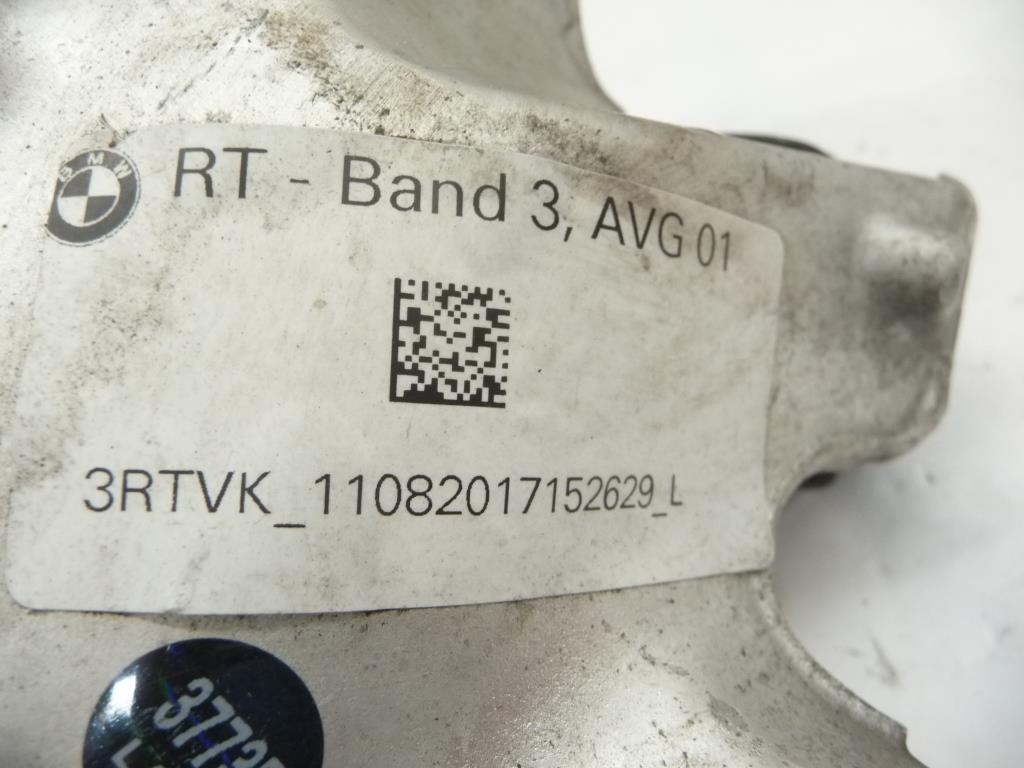 BMW
RT - Band 3, AVG 01
3RTVK_11082017152629_L